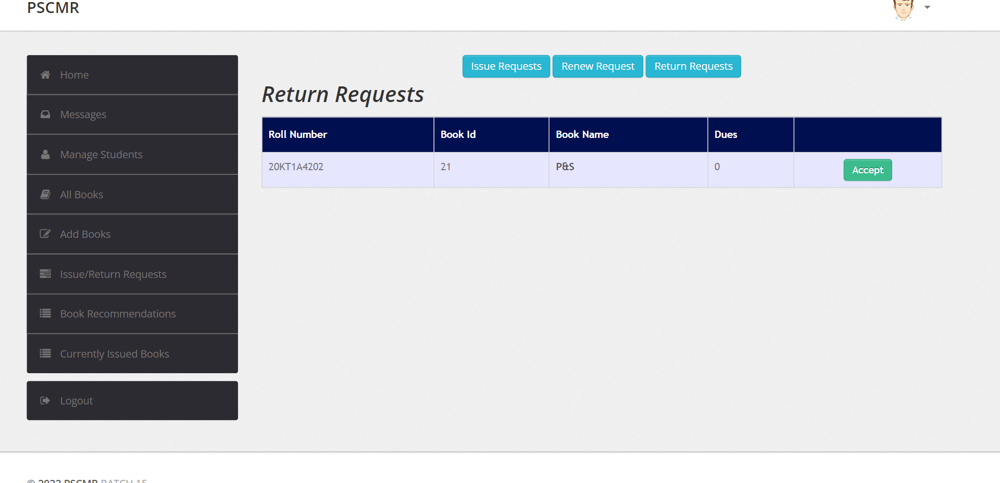 PSCMR
Home
Messages
Manage Students
All Books
Add Books
Issue/Return Requests
Book Recommendations
Currently Issued Books
Logout
Issue Requests Renew Request Return Requests
Return Requests
Roll Number Book Id Book Name Dues
20KT1A4202 21 P&S 0 Accept
© 2022 PSCMR BATCH 15